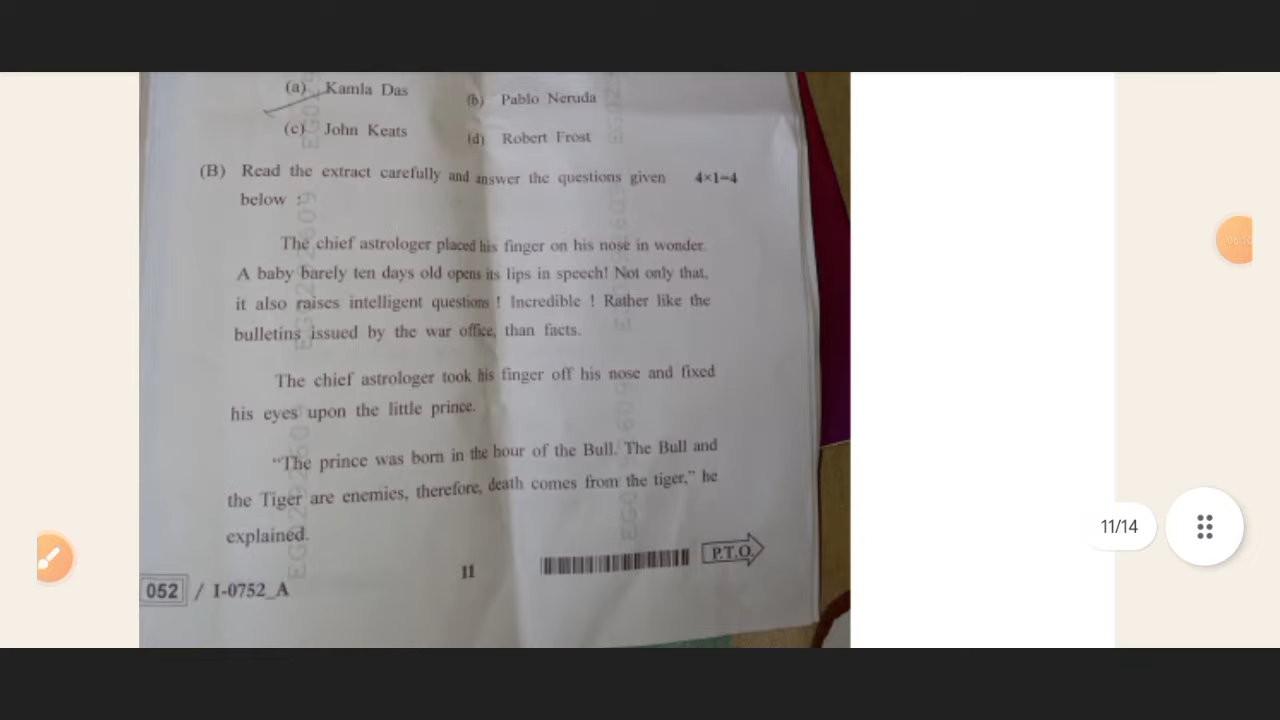 (a) Kamla Das
(b) Pablo Neruda
(c) John Keats
(d) Robert Frost
(B) Read the extract carefully and answer the questions given 4×1=4
below :
The chief astrologer placed his finger on his nose in wonder.
A baby barely ten days old opens its lips in speech! Not only that,
it also raises intelligent questions ! Incredible ! Rather like the
bulletins issued by the war office, than facts.
The chief astrologer took his finger off his nose and fixed
his eyes upon the little prince.
“The prince was born in the hour of the Bull. The Bull and
the Tiger are enemies, therefore, death comes from the tiger,” he
explained.
052 / I-0752_A
11
P.T.O.
11/14